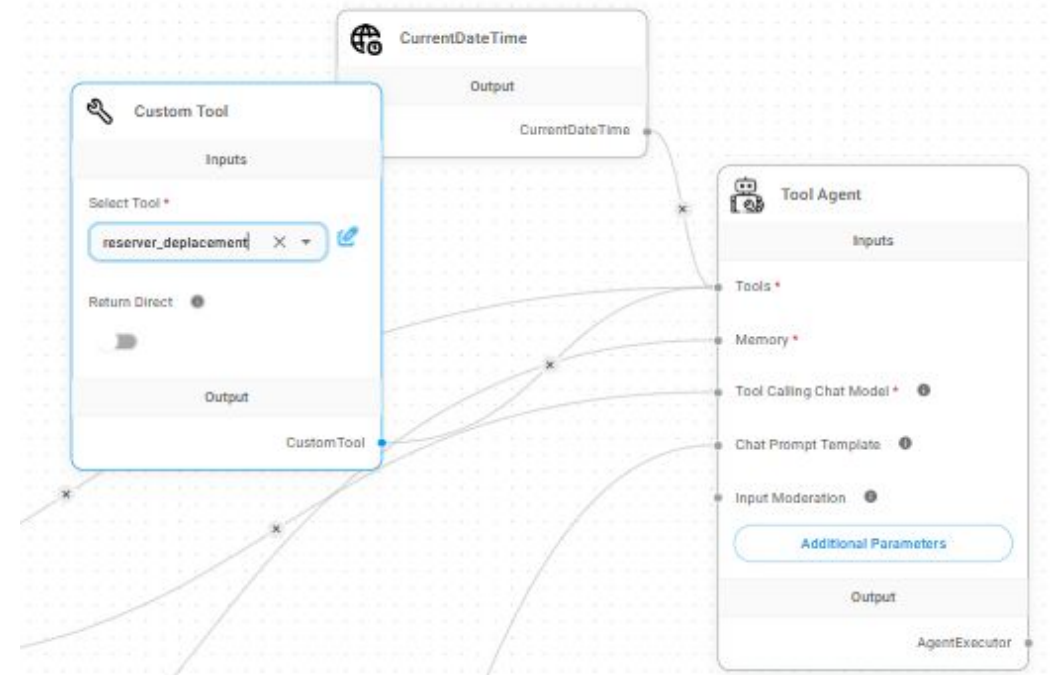 CurrentDateTime
Output
CurrentDateTime
Custom Tool
Inputs
Select Tool *
reserver_deplacement
Return Direct
Output
CustomTool
Tool Agent
Inputs
Tools *
Memory *
Tool Calling Chat Model *
Chat Prompt Template
Input Moderation
Additional Parameters
Output
AgentExecutor